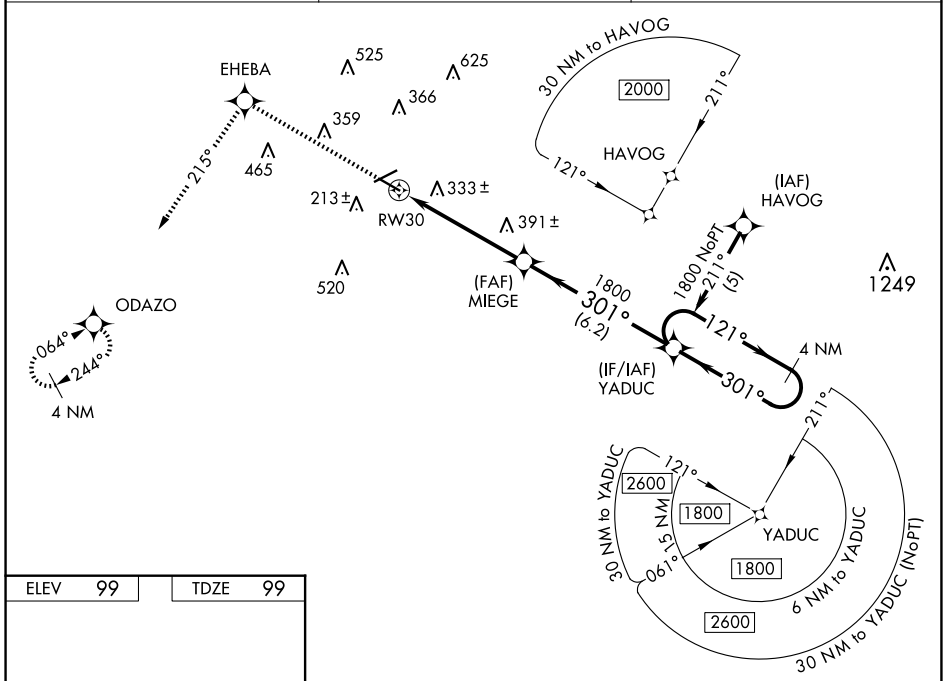 EHEBA
525
625
359
366
465
213 ±
333 ±
RW30
391 ±
520
215°
(FAF)
MIEGE
1800
301°
(6.2)
30 NM to HAVOG
2000
211°
121°
HAVOG
(IAF)
HAVOG
1800 NoPT
211°
(5)
1249
ODAZO
064°
244°
4 NM
121°
4 NM
301°
(IF/IAF)
YADUC
211°
30 NM to YADUC
2600
121°
15 NM
1800
061°
YADUC
1800
6 NM to YADUC
2600
30 NM to YADUC (NoPT)
ELEV 99
TDZE 99